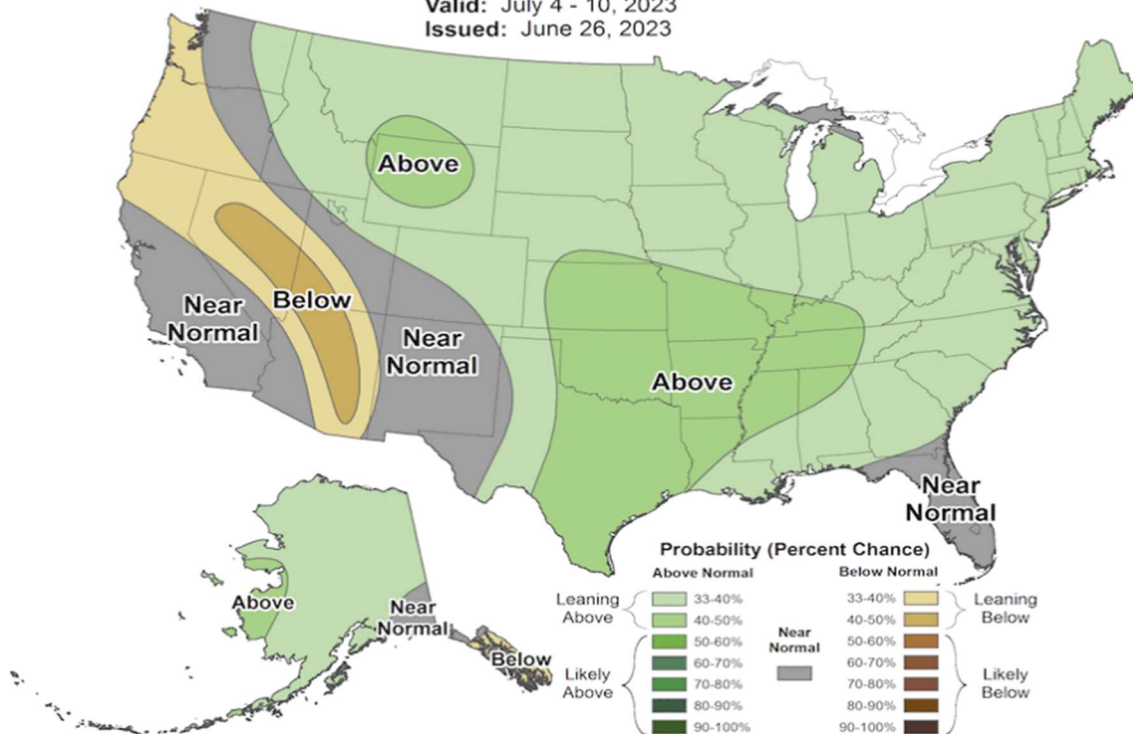 Valid: July 4 - 10, 2023
Issued: June 26, 2023
Above
Near
Normal
Below
Near
Normal
Above
Near
Normal
Above
Near
Normal
Below
Probability (Percent Chance)
Above Normal
Below Normal
Leaning
Above
33-40%
40-50%
50-60%
60-70%
70-80%
80-90%
90-100%
Likely
Above
Near
Normal
33-40%
40-50%
50-60%
60-70%
70-80%
80-90%
90-100%
Leaning
Below
Likely
Below